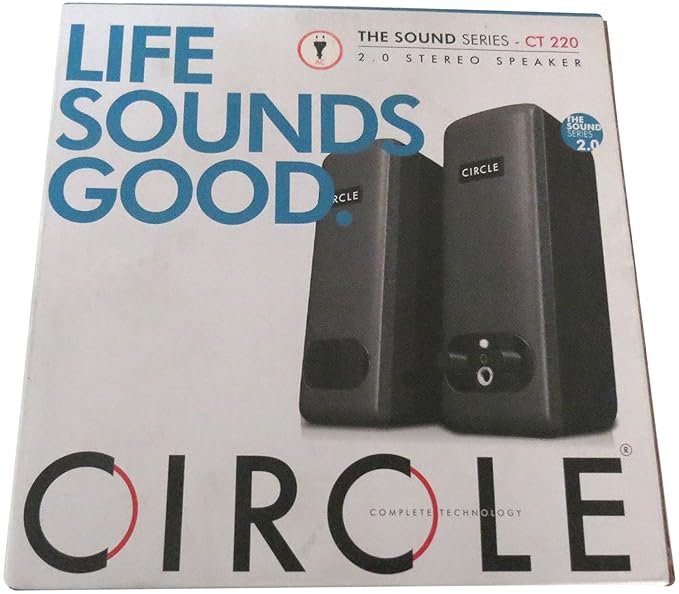 LIFE
SOUNDS
GOOD.
AC
THE SOUND SERIES - CT 220
2.0 STEREO SPEAKER
THE
SOUND
SERIES
2.0
RCLE
CIRCLE
CIRCLE®
COMPLETE TECHNOLOGY